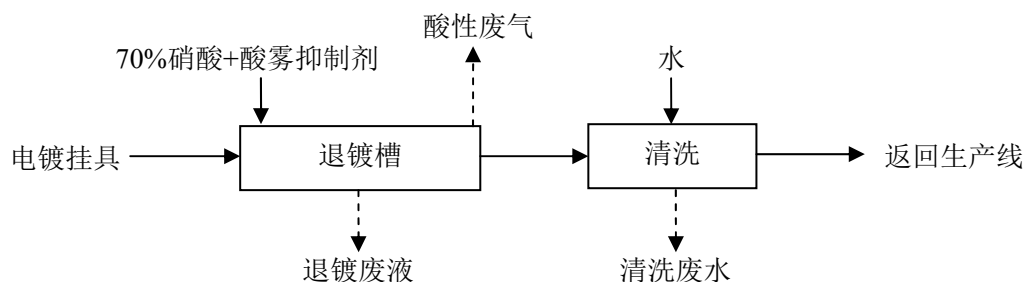 酸性废气
70%硝酸+酸雾抑制剂
水
电镀挂具
退镀槽
清洗
返回生产线
退镀废液
清洗废水